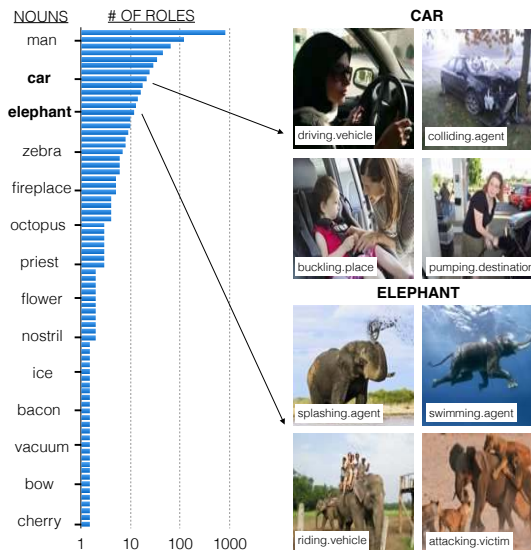 NOUNS
# OF ROLES
man
car
elephant
zebra
fireplace
octopus
priest
flower
nostril
ice
bacon
vacuum
bow
cherry
1 10 100 1000
CAR
driving.vehicle
colliding.agent
buckling.place
pumping.destination
ELEPHANT
splashing.agent
swimming.agent
riding.vehicle
attacking.victim